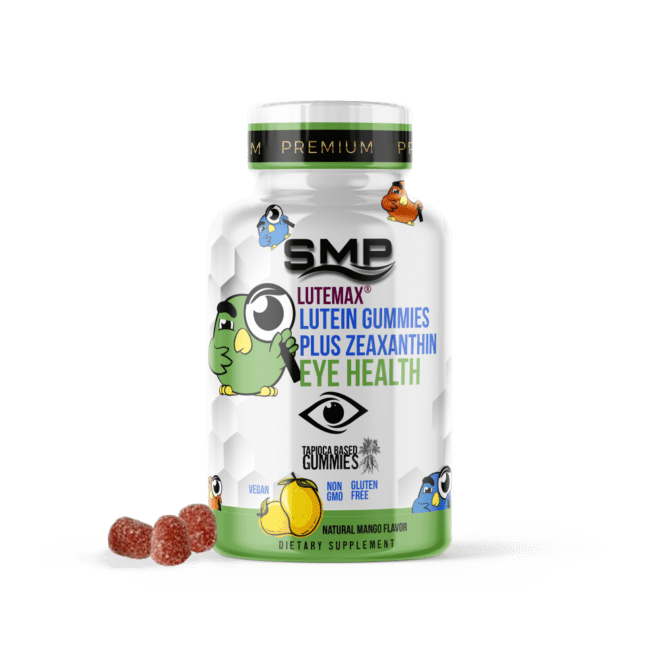 M PREMIUM P
SMP
LUTEMAX®
LUTEIN GUMMIES
PLUS ZEAXANTHIN
EYE HEALTH
TAPIOCA BASED
GUMMIES
VEGAN
NON
GMO
GLUTEN
FREE
NATURAL MANGO FLAVOR
DIETARY SUPPLEMENT